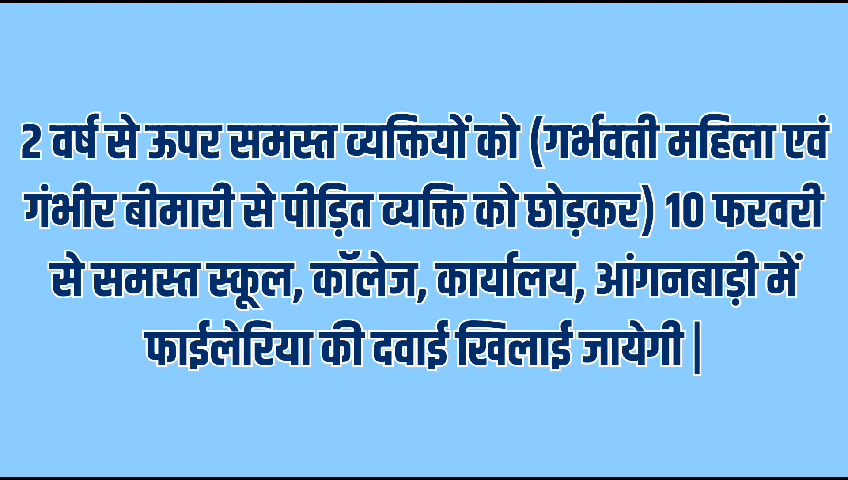 2 वर्ष से ऊपर समस्त व्यक्तियों को (गर्भवती महिला एवं
गंभीर बीमारी से पीड़ित व्यक्ति को छोड़कर) 10 फरवरी
से समस्त स्कूल, कॉलेज, कार्यालय, आंगनबाड़ी में
फाईलेरिया की दवाई खिलाई जायेगी |